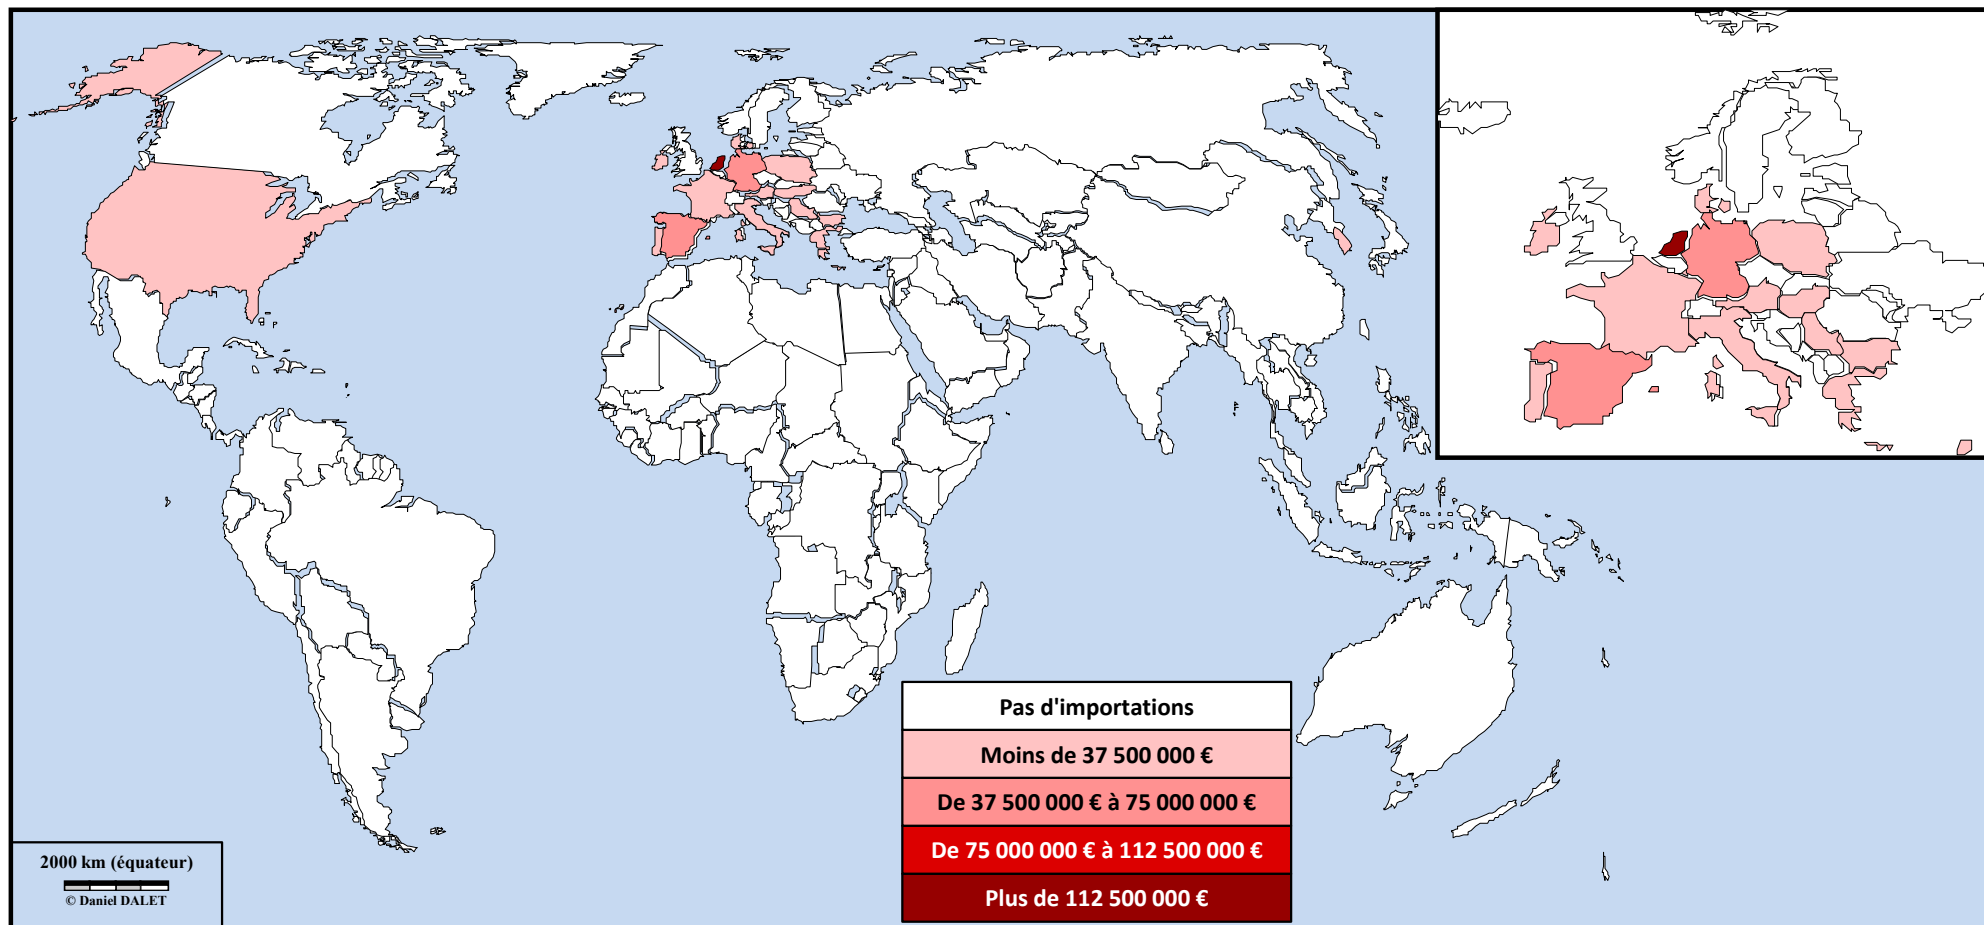 Pas d'importations
Moins de 37 500 000 €
De 37 500 000 € à 75 000 000 €
De 75 000 000 € à 112 500 000 €
Plus de 112 500 000 €
2000 km (équateur)
© Daniel DALET